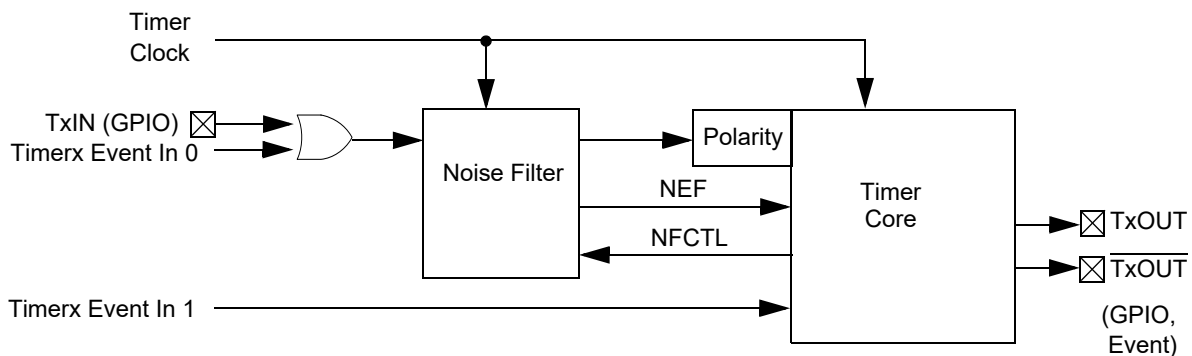 Timer
Clock
TxIN (GPIO)
Timerx Event In 0
Noise Filter
Polarity
NEF
NFCTL
Timer
Core
TxOUT
TxOUT
Timerx Event In 1
(GPIO,
Event)